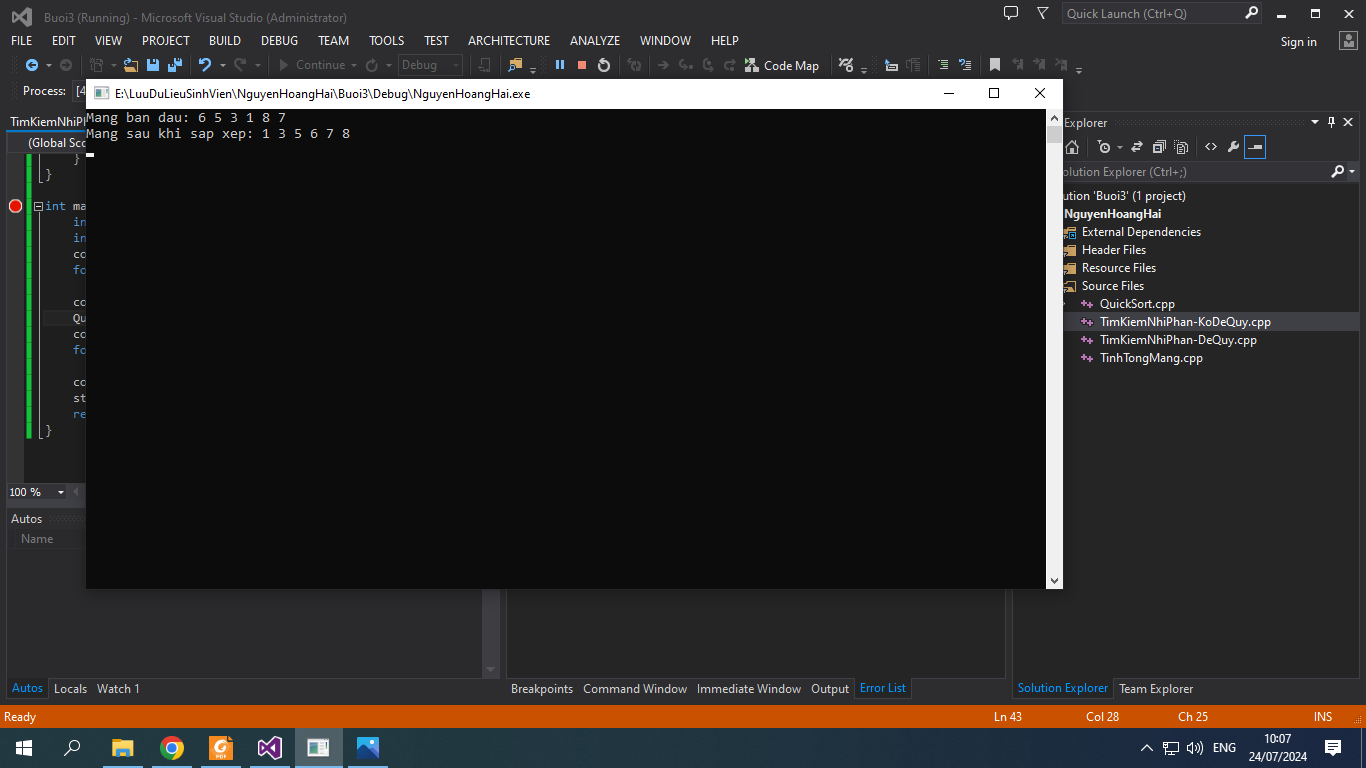 Buoi3 (Running) - Microsoft Visual Studio (Administrator)
Quick Launch (Ctrl+Q)
FILE EDIT VIEW PROJECT BUILD DEBUG TEAM TOOLS TEST ARCHITECTURE ANALYZE WINDOW HELP
Sign in
Continue Debug Code Map
Process: [4
E:\LuuDuLieuSinhVien\NguyenHoangHai\Buoi3\Debug\NguyenHoangHai.exe
Mang ban dau: 6 5 3 1 8 7
Mang sau khi sap xep: 1 3 5 6 7 8
TimKiemNhiPh
(Global Sco
}
}
int ma
in
in
co
fo
co
Qu
co
fo
co
st
re
}
100 %
Autos
Name
Explorer
olution Explorer (Ctrl+;)
ution 'Buoi3' (1 project)
NguyenHoangHai
External Dependencies
Header Files
Resource Files
Source Files
QuickSort.cpp
TimKiemNhiPhan-KoDeQuy.cpp
TimKiemNhiPhan-DeQuy.cpp
TinhTongMang.cpp
Autos Locals Watch 1
Breakpoints Command Window Immediate Window Output Error List
Solution Explorer Team Explorer
Ready Ln 43 Col 28 Ch 25 INS
PDF
ENG
10:07
24/07/2024